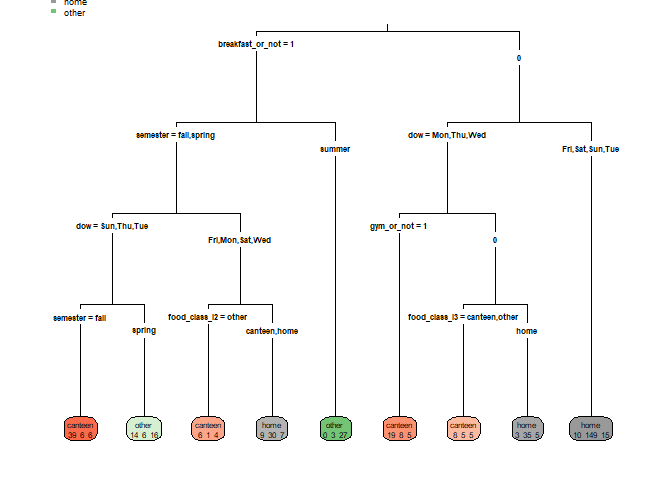 home
other
breakfast_or_not = 1
0
semester = fall,spring
summer
dow = Mon,Thu,Wed
Fri,Sat,Sun,Tue
dow = Sun,Thu,Tue
Fri,Mon,Sat,Wed
gym_or_not = 1
0
semester = fall
spring
food_class_l2 = other
canteen,home
food_class_l3 = canteen,other
home
canteen
39 6 6
other
14 6 16
canteen
6 1 4
home
9 30 7
other
0 3 27
canteen
19 8 5
canteen
8 5 5
home
3 35 5
home
10 149 15